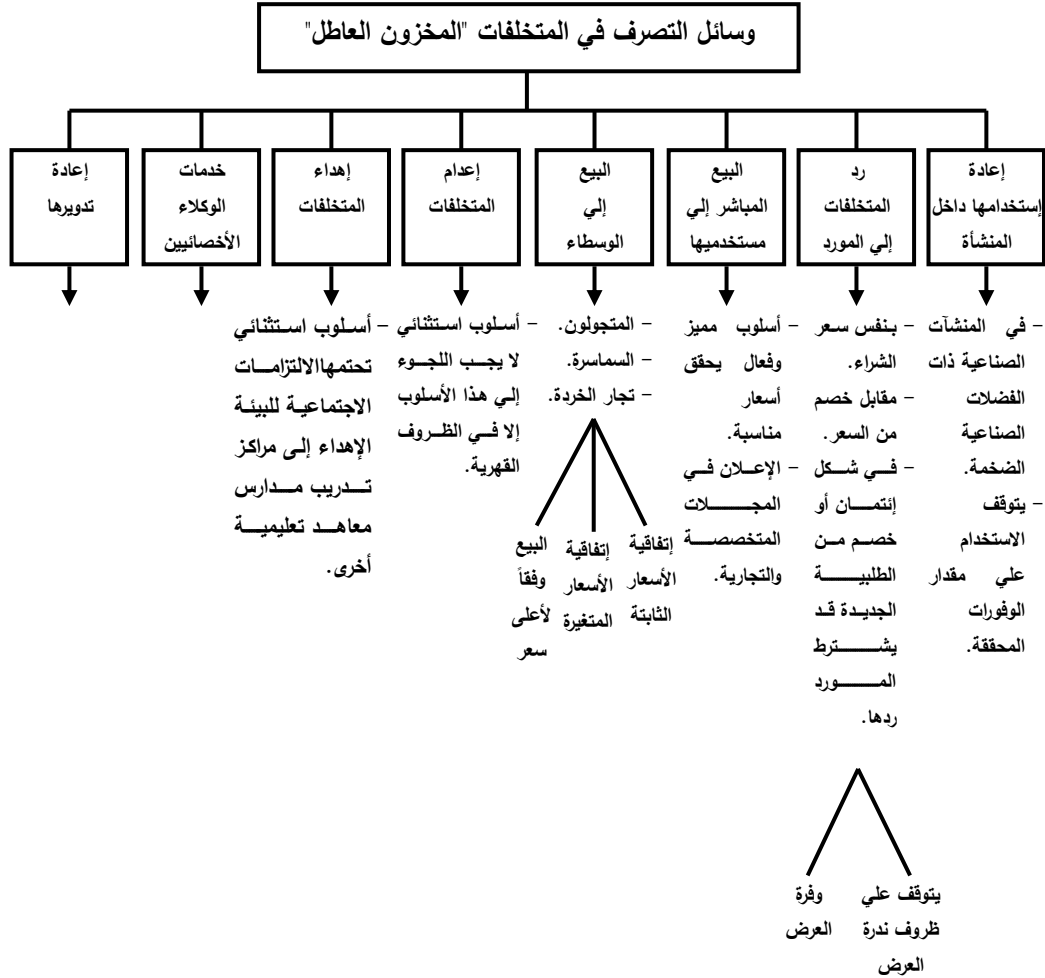 وسائل التصرف في المتخلفات "المخزون العاطل"
إعادة
إستخدامها داخل
المنشأة
رد
المتخلفات
إلي المورد
البيع
المباشر إلي
مستخدميها
البيع
إلي
الوسطاء
إعدام
المتخلفات
إهداء
المتخلفات
خدمات
الوكلاء
الأخصائيين
إعادة
تدويرها
– في المنشآت
الصناعية ذات
الفضلات
الصناعية
الضخمة.
– يتوقف
الاستخدام
علي مقدار
الوفورات
المحققة.
– بنفس سعر
الشراء.
– مقابل خصم
من السعر.
– في شكل
إئتمان أو
خصم من
الطلبية
الجديدة قد
يشترط
المورد
ردها.
يتوقف علي
ظروف ندرة
العرض
وفرة
العرض
– أسلوب مميز
وفعال يحقق
أسعار
مناسبة.
– الإعلان في
المجلات
المتخصصة
والتجارية.
– المتجولون.
– السماسرة.
– تجار الخردة.
إتفاقية
الأسعار
الثابتة
إتفاقية
الأسعار
المتغيرة
البيع
وفقاً
لأعلى
سعر
– أسلوب استثنائي
لا يجب اللجوء
إلي هذا الأسلوب
إلا في الظروف
القهرية.
– أسلوب استثنائي
تحتمهاالالتزامات
الاجتماعية للبيئة
الإهداء إلى مراكز
تدريب مدارس
معاهد تعليمية
أخرى.